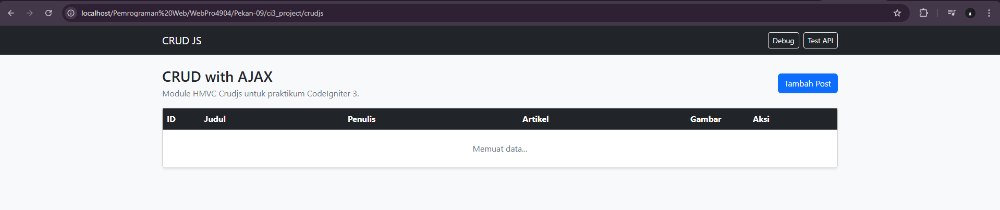 localhost/Pemrograman%20Web/WebPro4904/Pekan-09/ci3_project/crudjs
CRUD JS
Debug
Test API
CRUD with AJAX
Tambah Post
Module HMVC Crudjs untuk praktikum CodeIgniter 3.
ID Judul Penulis Artikel Gambar Aksi
Memuat data...